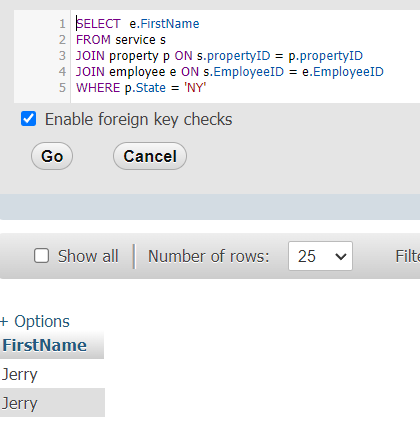 1 SELECT  e.FirstName
2 FROM service s
3 JOIN property p ON s.propertyID = p.propertyID
4 JOIN employee e ON s.EmployeeID = e.EmployeeID
5 WHERE p.State = 'NY'
Enable foreign key checks
Go Cancel
Show all Number of rows: 25 Filt
+ Options
FirstName
Jerry
Jerry